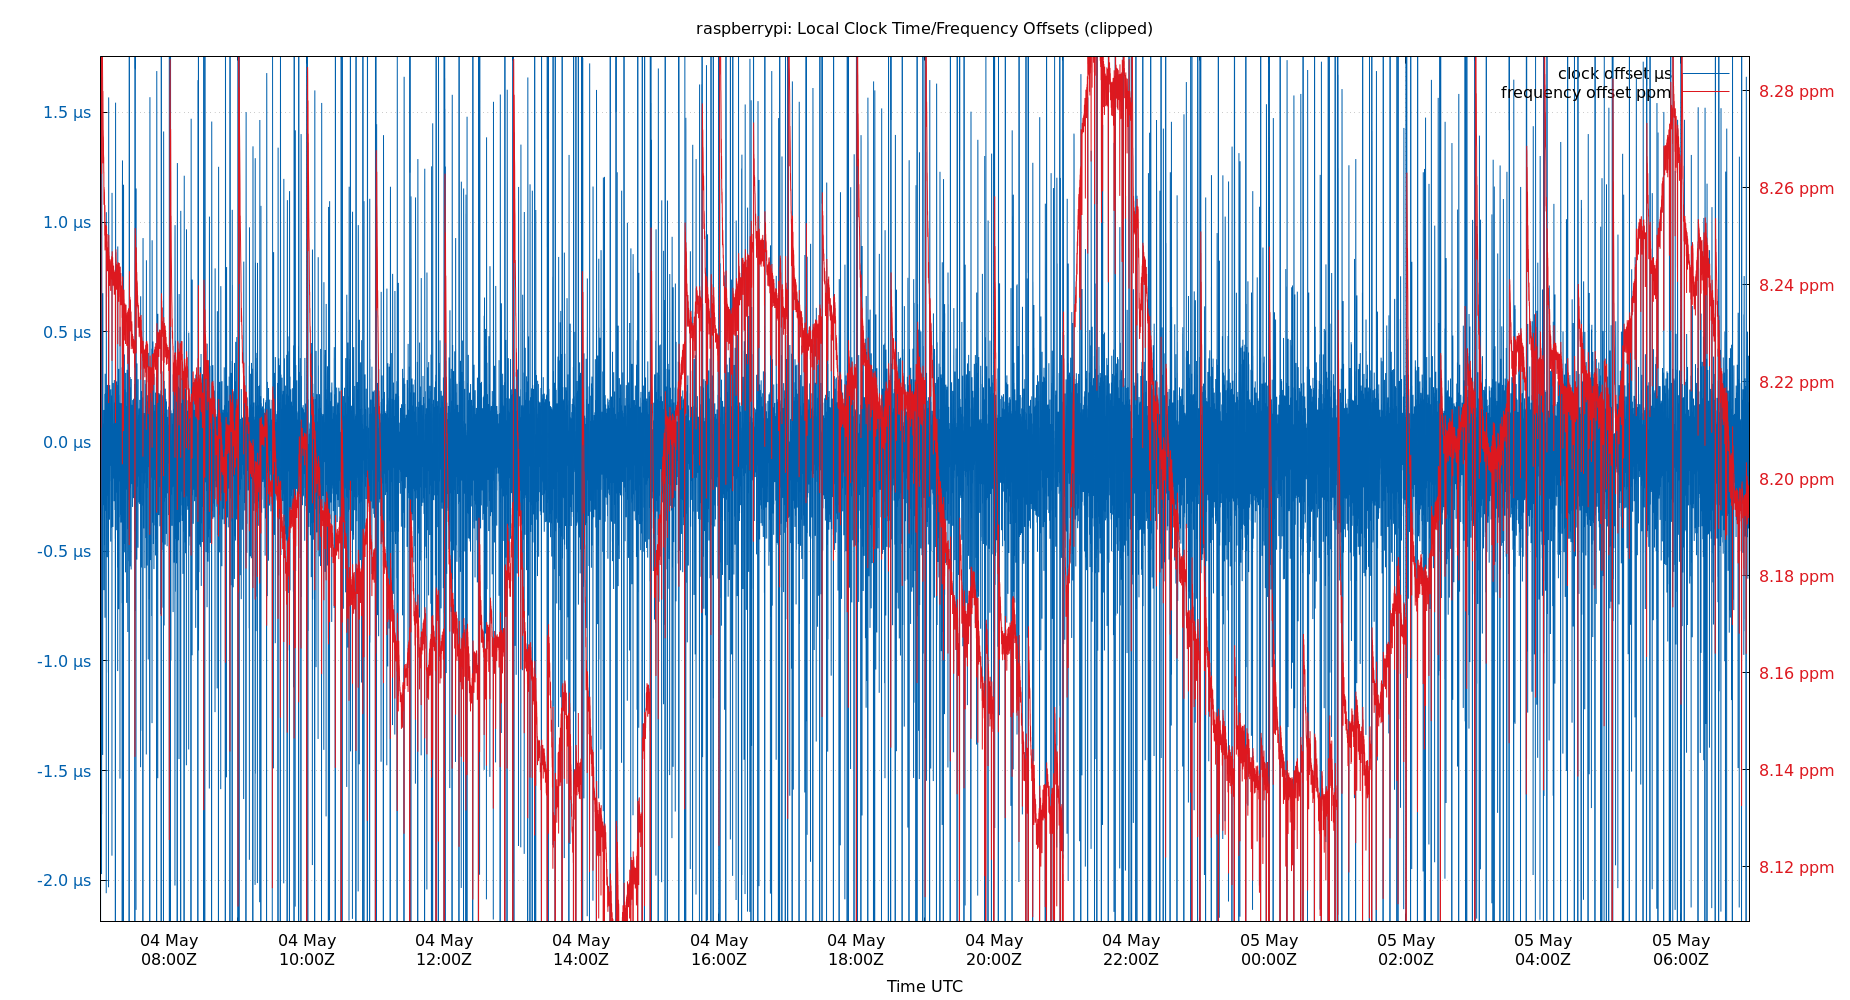 raspberrypi: Local Clock Time/Frequency Offsets (clipped)
clock offset µs
frequency offset ppm
1.5 µs
1.0 µs
0.5 µs
0.0 µs
-0.5 µs
-1.0 µs
-1.5 µs
-2.0 µs
8.28 ppm
8.26 ppm
8.24 ppm
8.22 ppm
8.20 ppm
8.18 ppm
8.16 ppm
8.14 ppm
8.12 ppm
04 May 04 May 04 May 04 May 04 May 04 May 04 May 04 May 05 May 05 May 05 May 05 May
08:00Z 10:00Z 12:00Z 14:00Z 16:00Z 18:00Z 20:00Z 22:00Z 00:00Z 02:00Z 04:00Z 06:00Z
Time UTC